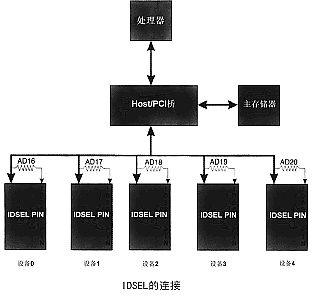 处理器
Host/PCI桥
主存储器
AD16 AD17 AD18 AD19 AD20
IDSEL PIN IDSEL PIN IDSEL PIN IDSEL PIN IDSEL PIN
设备0 设备1 设备2 设备3 设备4
IDSEL的连接